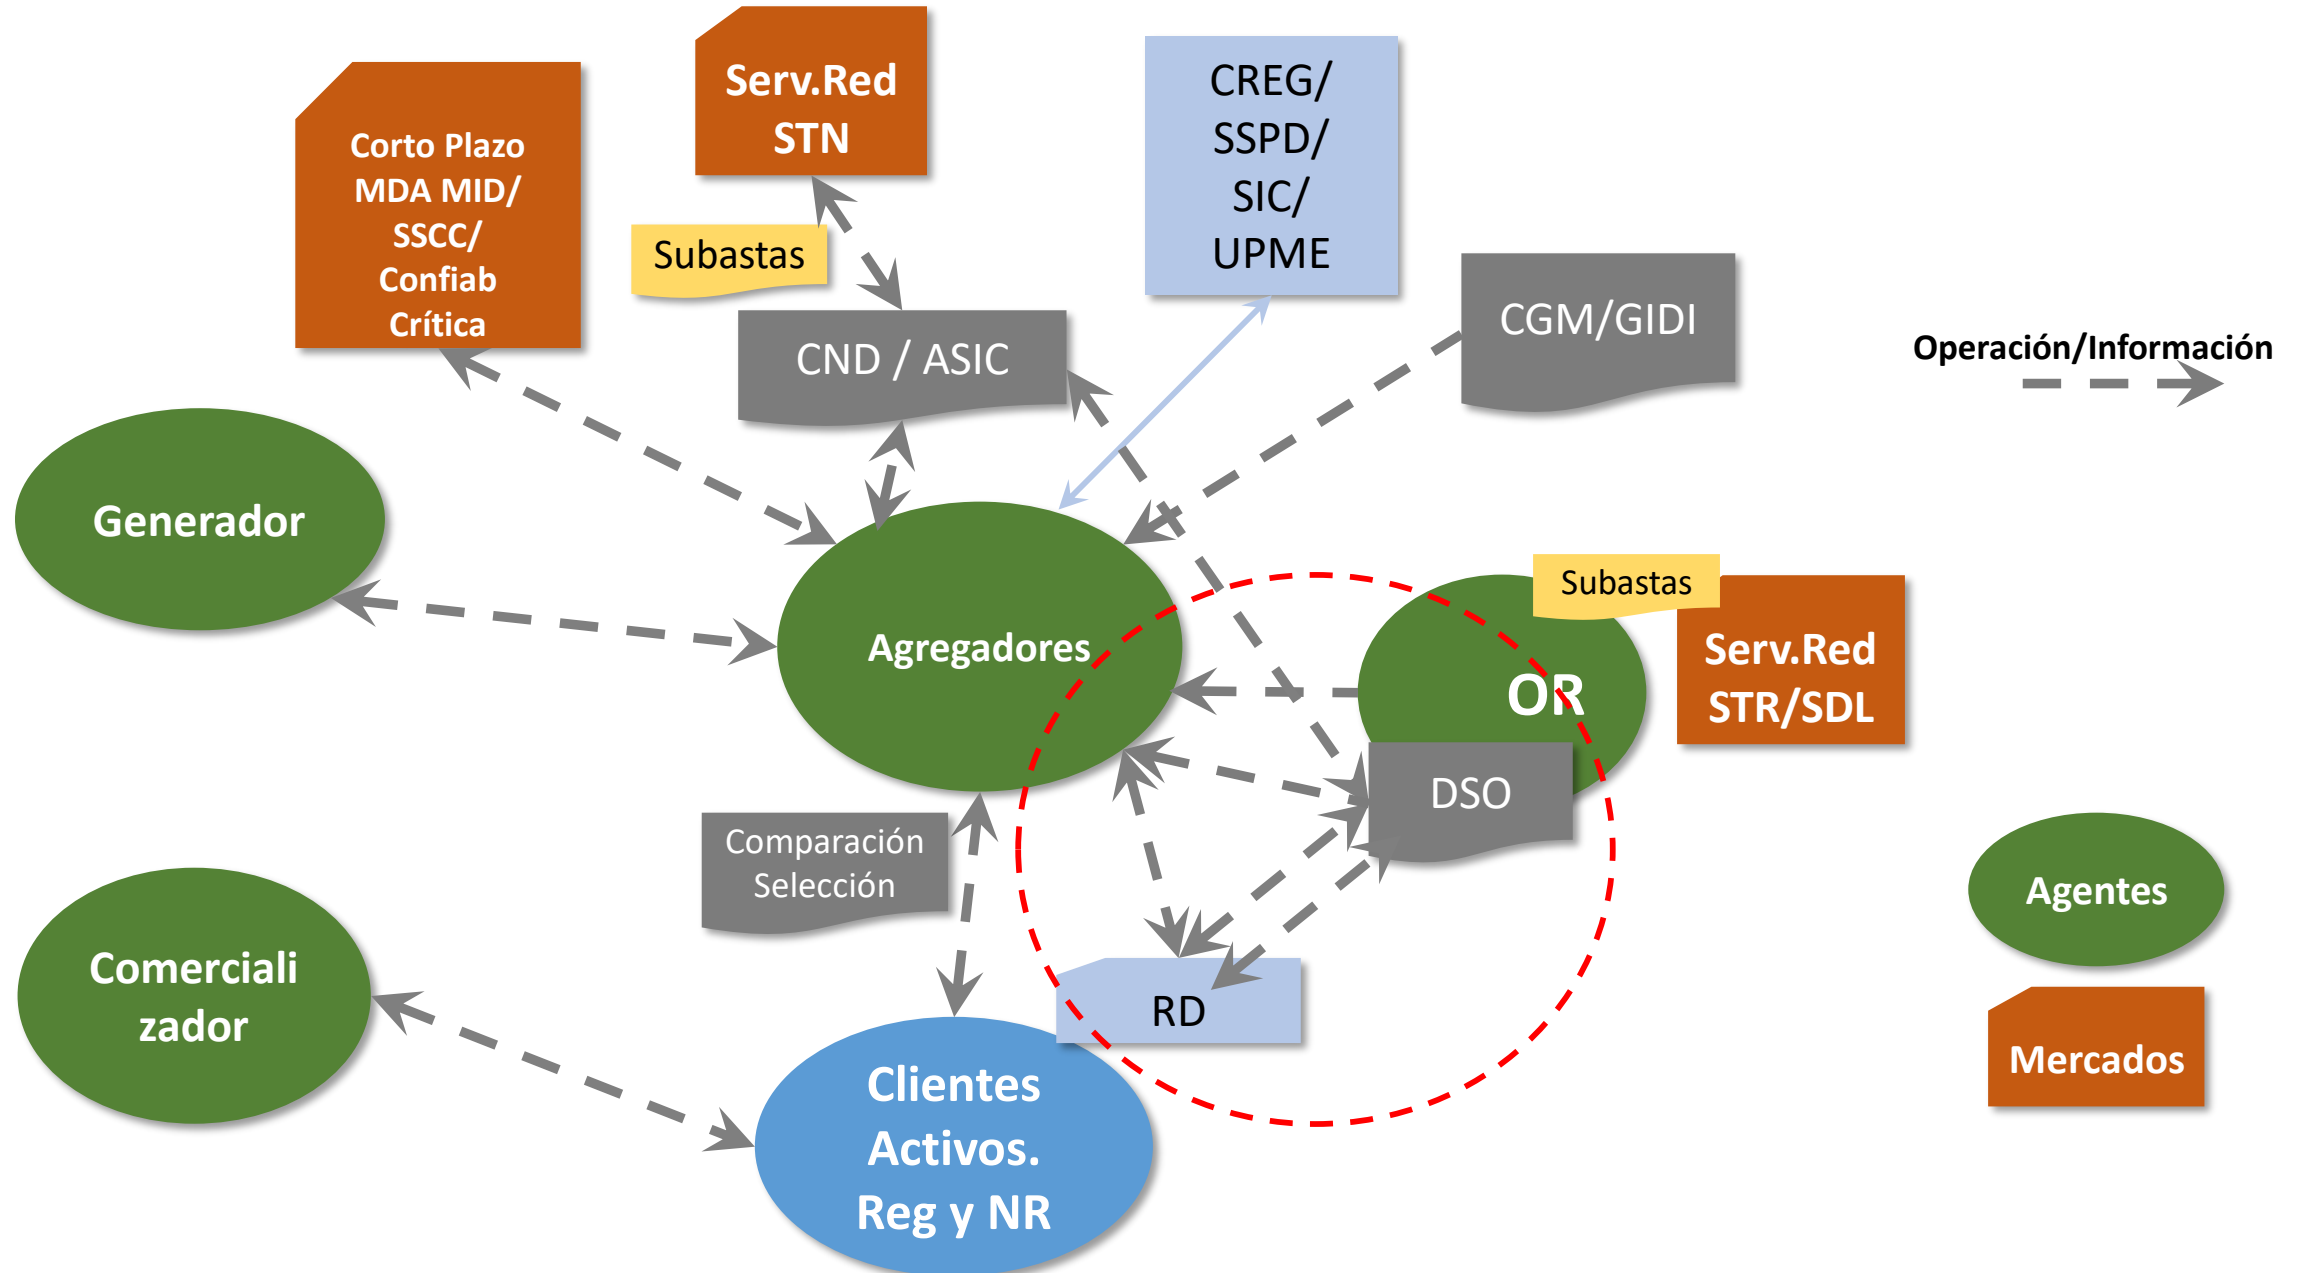 Serv.Red
STN
CREG/
SSPD/
SIC/
UPME
Corto Plazo
MDA MID/
SSCC/
Confiab
Crítica
Subastas
CND / ASIC
CGM/GIDI
Operación/Información
Generador
Agregadores
Subastas
OR
Serv.Red
STR/SDL
DSO
Comparación
Selección
Agentes
Comerciali
zador
RD
Mercados
Clientes
Activos.
Reg y NR